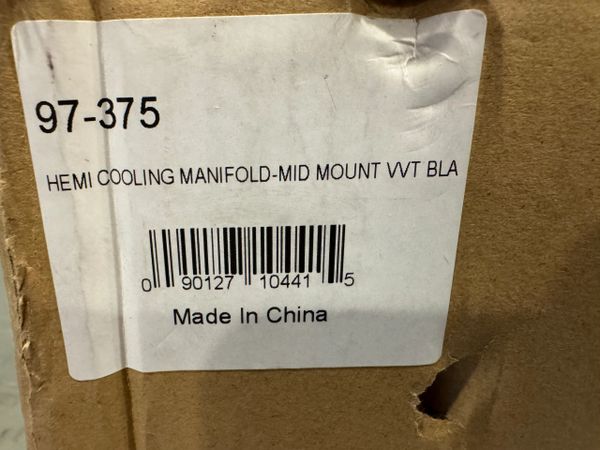 97-375
HEMI COOLING MANIFOLD-MID MOUNT VVT BLA
0 90127 10441 5
Made In China